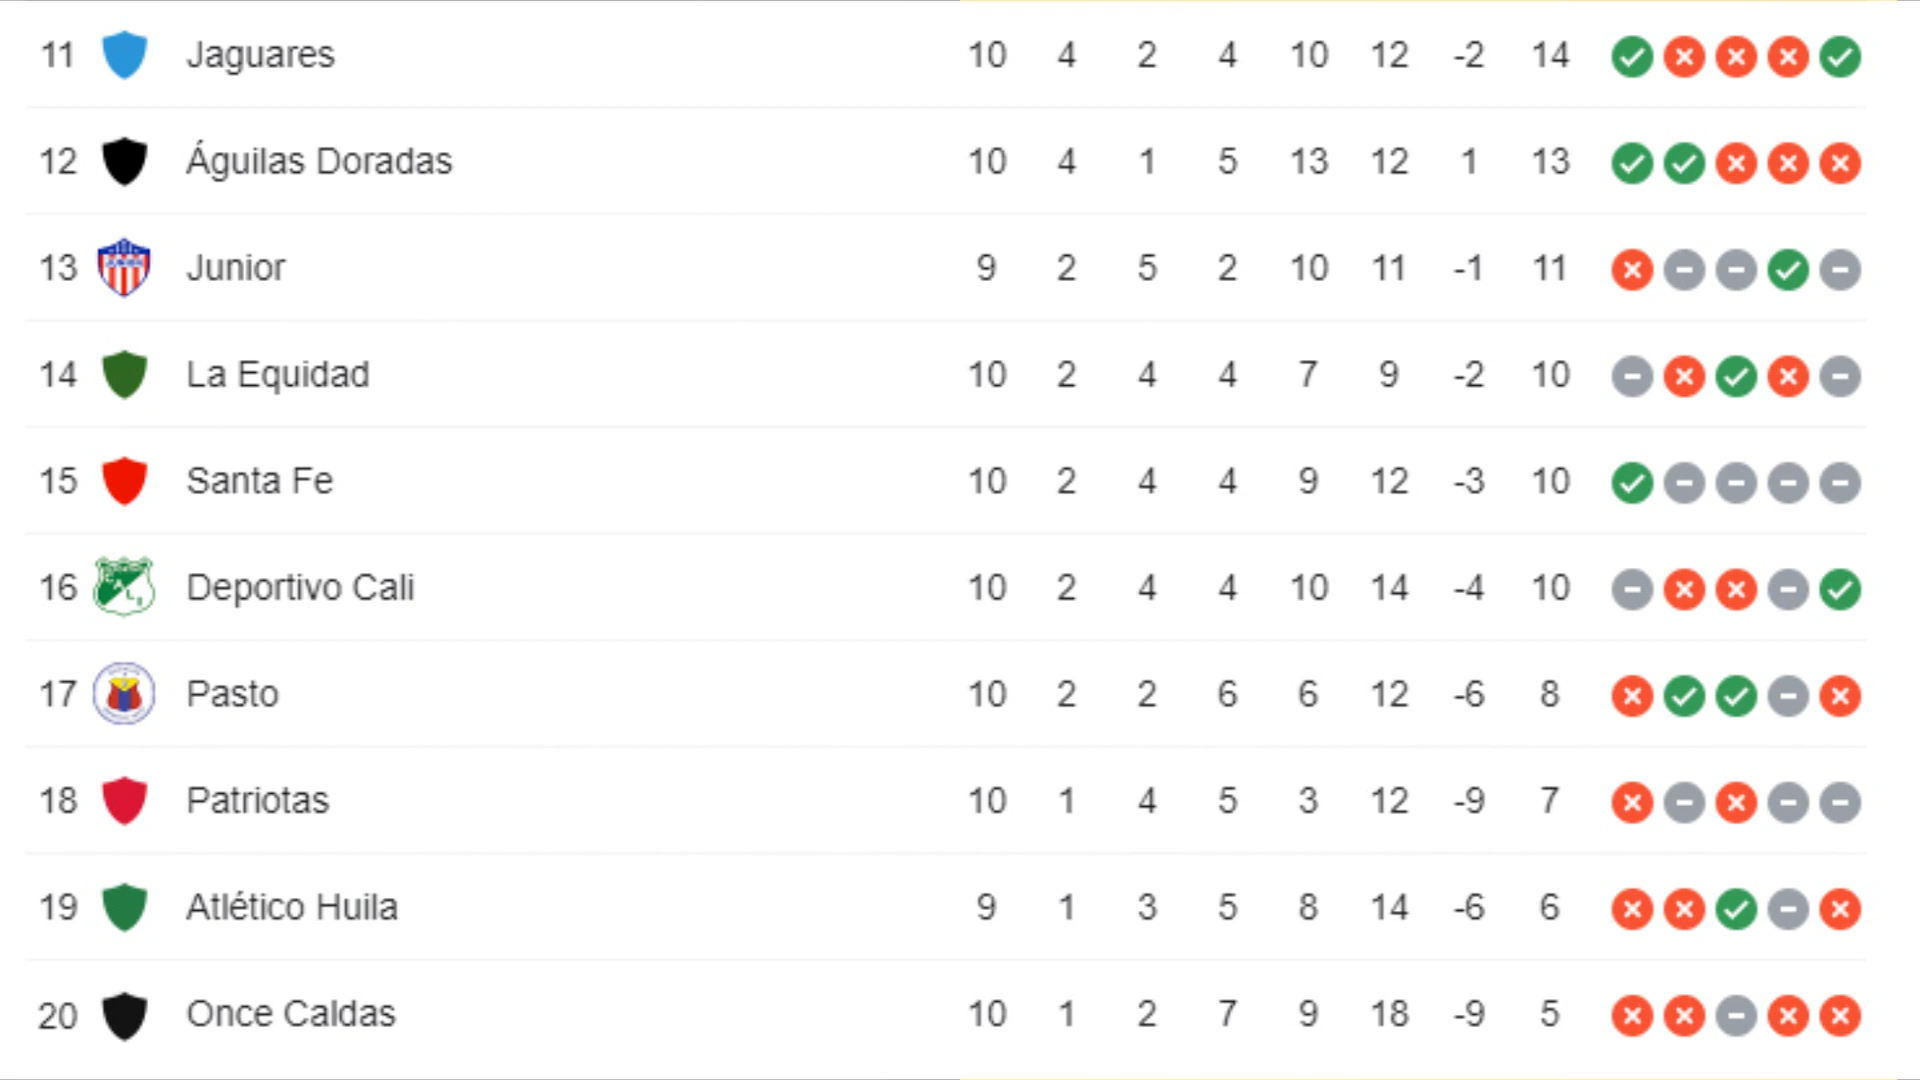 11 Jaguares 10 4 2 4 10 12 -2 14
12 Águilas Doradas 10 4 1 5 13 12 1 13
13 Junior 9 2 5 2 10 11 -1 11
14 La Equidad 10 2 4 4 7 9 -2 10
15 Santa Fe 10 2 4 4 9 12 -3 10
16 Deportivo Cali 10 2 4 4 10 14 -4 10
17 Pasto 10 2 2 6 6 12 -6 8
18 Patriotas 10 1 4 5 3 12 -9 7
19 Atlético Huila 9 1 3 5 8 14 -6 6
20 Once Caldas 10 1 2 7 9 18 -9 5